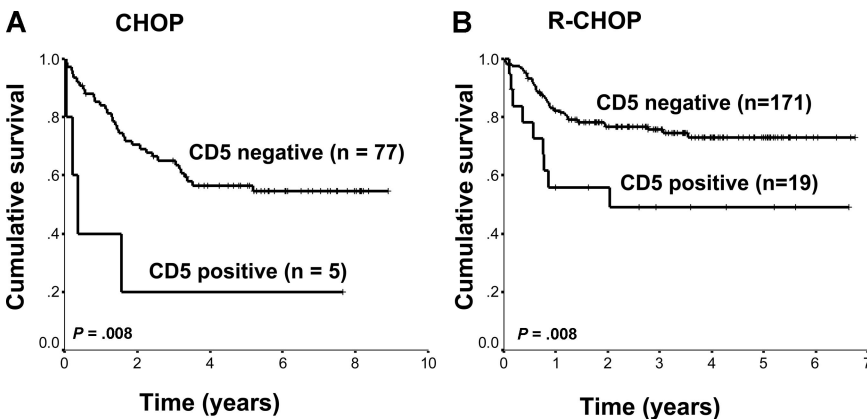 A
CHOP
Cumulative survival
1.0
.8
.6
.4
.2
0.0
CD5 negative (n = 77)
CD5 positive (n = 5)
P = .008
0 2 4 6 8 10
Time (years)
B
R-CHOP
Cumulative survival
1.0
.8
.6
.4
.2
0.0
CD5 negative (n=171)
CD5 positive (n=19)
P = .008
0 1 2 3 4 5 6 7
Time (years)